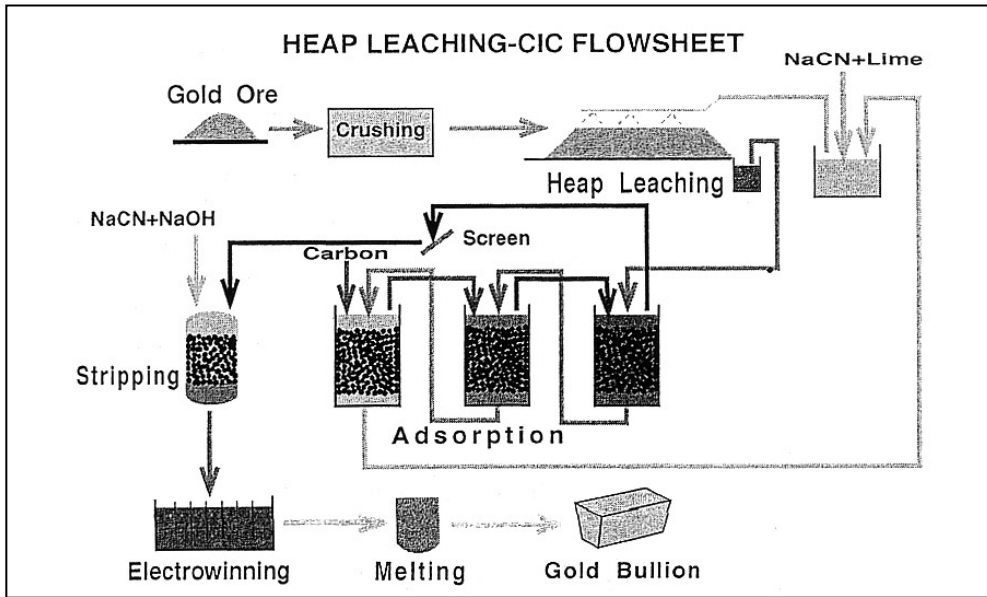 HEAP LEACHING-CIC FLOWSHEET
NaCN+Lime
Gold Ore
Crushing
Heap Leaching
NaCN+NaOH
Screen
Carbon
Stripping
Adsorption
Electrowinning
Melting
Gold Bullion